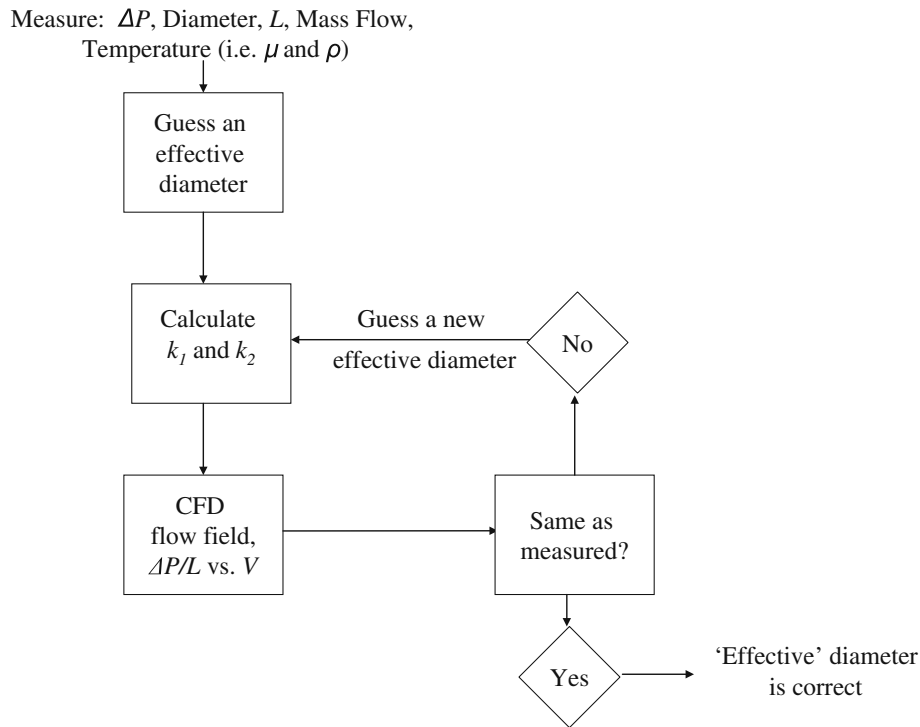 Measure: ΔP, Diameter, L, Mass Flow,
Temperature (i.e. μ and ρ)
Guess an
effective
diameter
Calculate
k₁ and k₂
Guess a new
effective diameter
No
CFD
flow field,
ΔP/L vs. V
Same as
measured?
Yes
‘Effective’ diameter
is correct